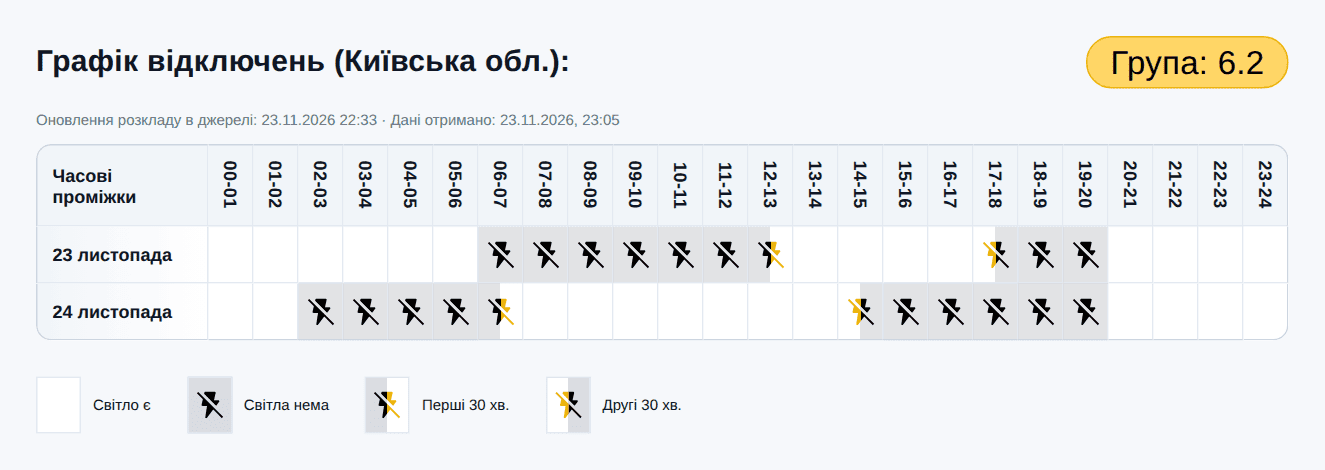 Графік відключень (Київська обл.):
Група: 6.2
Оновлення розкладу в джерелі: 23.11.2026 22:33 · Дані отримано: 23.11.2026, 23:05
Часові
проміжки
00-01
01-02
02-03
03-04
04-05
05-06
06-07
07-08
08-09
09-10
10-11
11-12
12-13
13-14
14-15
15-16
16-17
17-18
18-19
19-20
20-21
21-22
22-23
23-24
23 листопада
24 листопада
Світло є
Світла нема
Перші 30 хв.
Другі 30 хв.